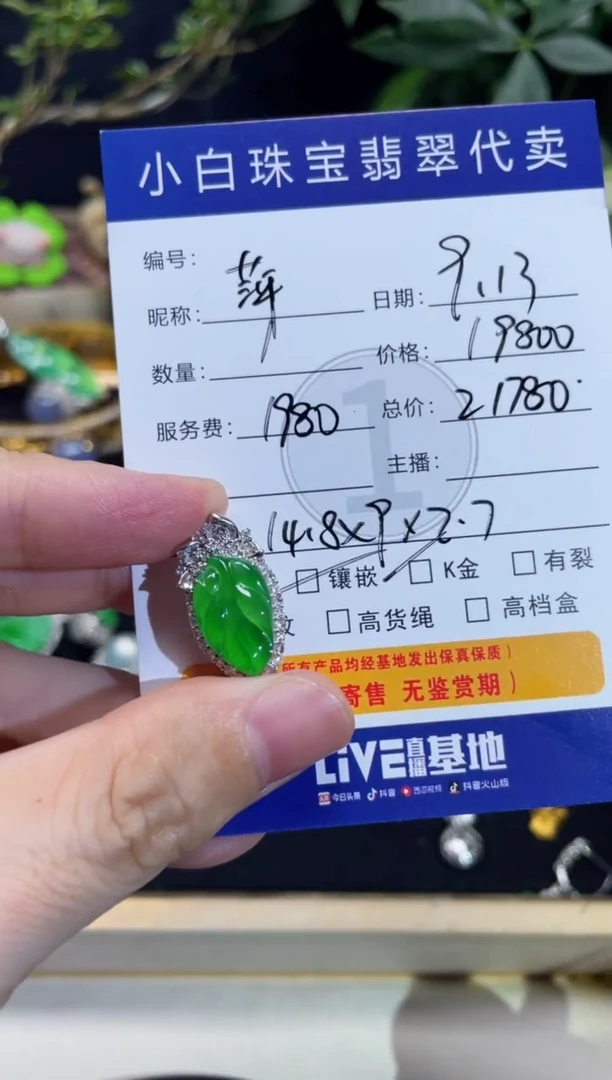 小白珠宝翡翠代卖
编号：
昵称： 萍 日期： 9.13
数量： 价格： 19800
服务费： 1980 总价： 21780
主播：
14.8x9x2.7
镶嵌 K金 有裂
高货绳 高档盒
所有产品均经基地发出保真保质）
寄售 无鉴赏期）
LiVE直播基地
今日头条 抖音 西瓜视频 抖音火山版